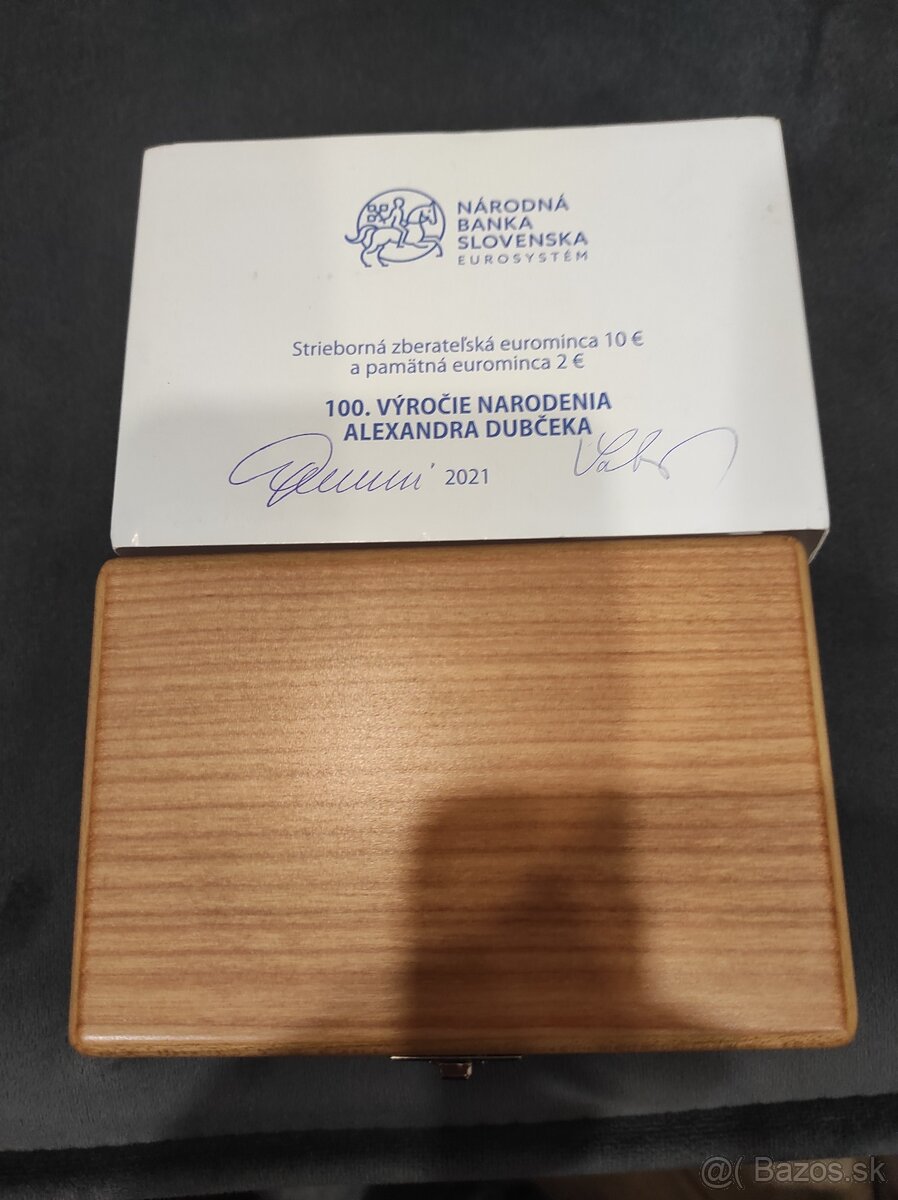 NÁRODNÁ
BANKA
SLOVENSKA
EUROSYSTÉM
Strieborná zberateľská eurominca 10 €
a pamätná eurominca 2 €
100. VÝROČIE NARODENIA
ALEXANDRA DUBČEKA
2021
@( Bazos.sk